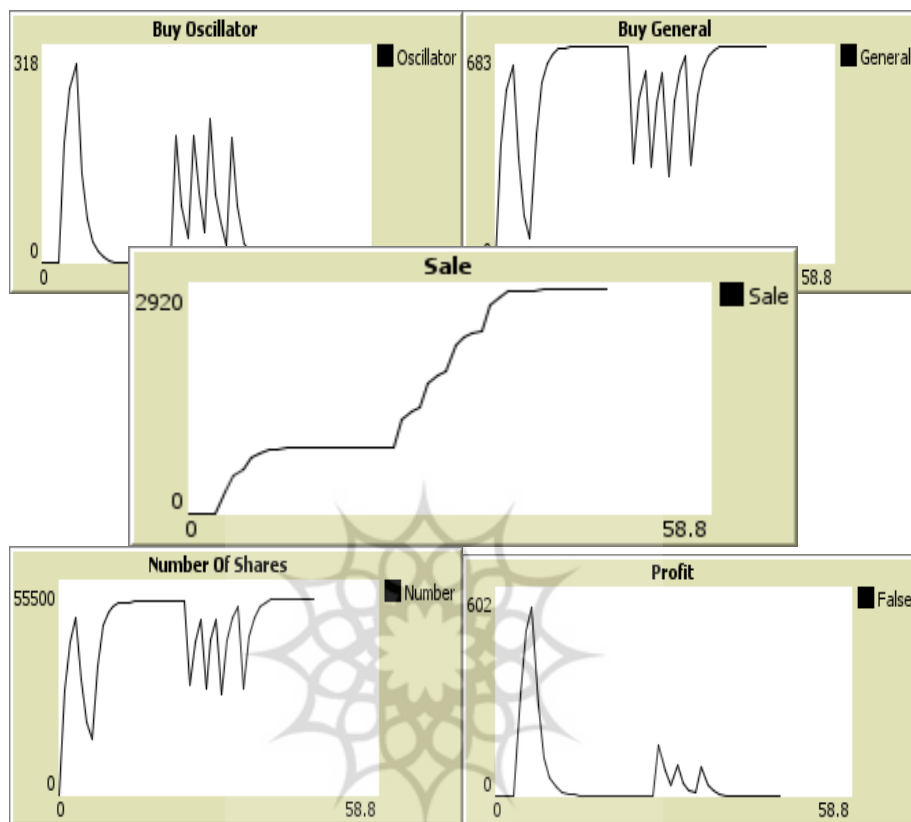 Buy Oscillator
318
Oscillator
0
0
Buy General
683
General
58.8
Sale
2920
Sale
0
0
58.8
Number Of Shares
55500
Number
0
0
58.8
Profit
602
False
0
0
58.8